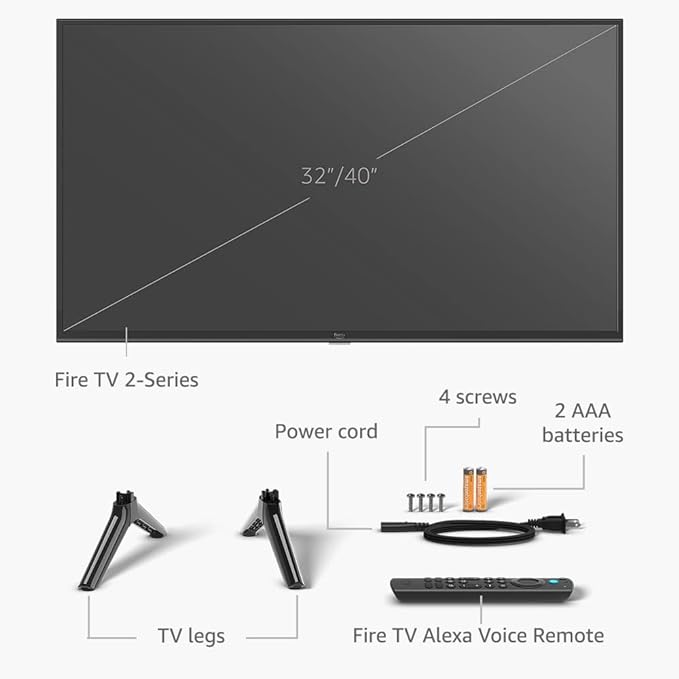 32"/40"
Fire TV 2-Series
4 screws
2 AAA
batteries
Power cord
TV legs
Fire TV Alexa Voice Remote